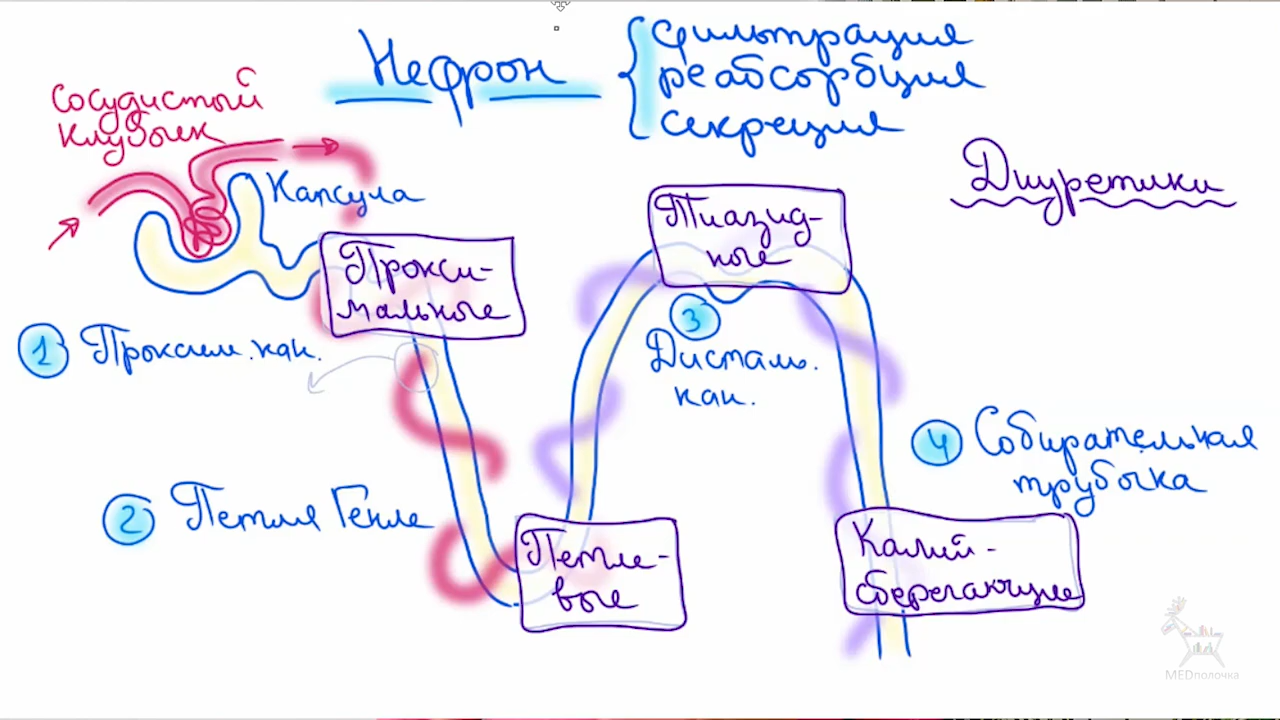 Нефрон
фильтрация
реабсорбция
секреция
сосудистый
клубочек
Капсула
Диуретики
Прокси-
мальные
Тиазид-
ные
1 Проксим. кан.
3
Дисталь.
кан.
4 Собирательная
трубочка
2 Петля Генле
Петле-
вые
Калий-
сберегающие
MEDполочка